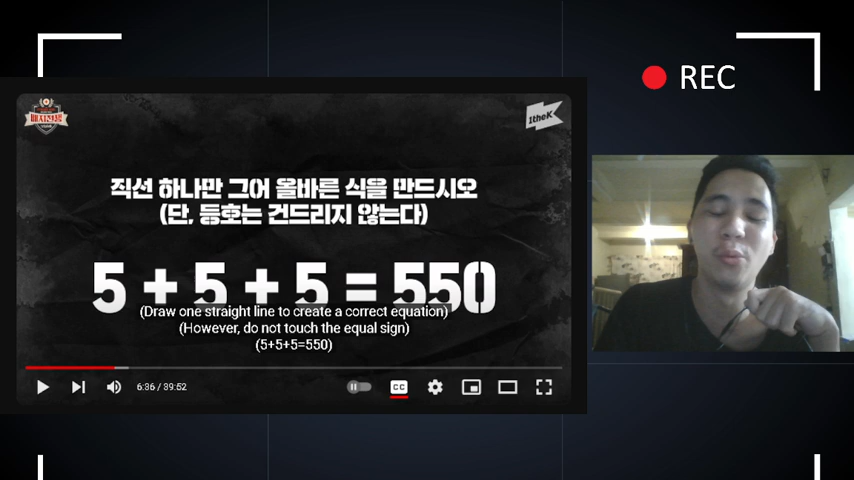 REC
1theK
직선 하나만 그어 올바른 식을 만드시오
(단, 등호는 건드리지 않는다)
5 + 5 + 5 = 550
(Draw one straight line to create a correct equation)
(However, do not touch the equal sign)
(5+5+5=550)
6:36 / 39:52
CC